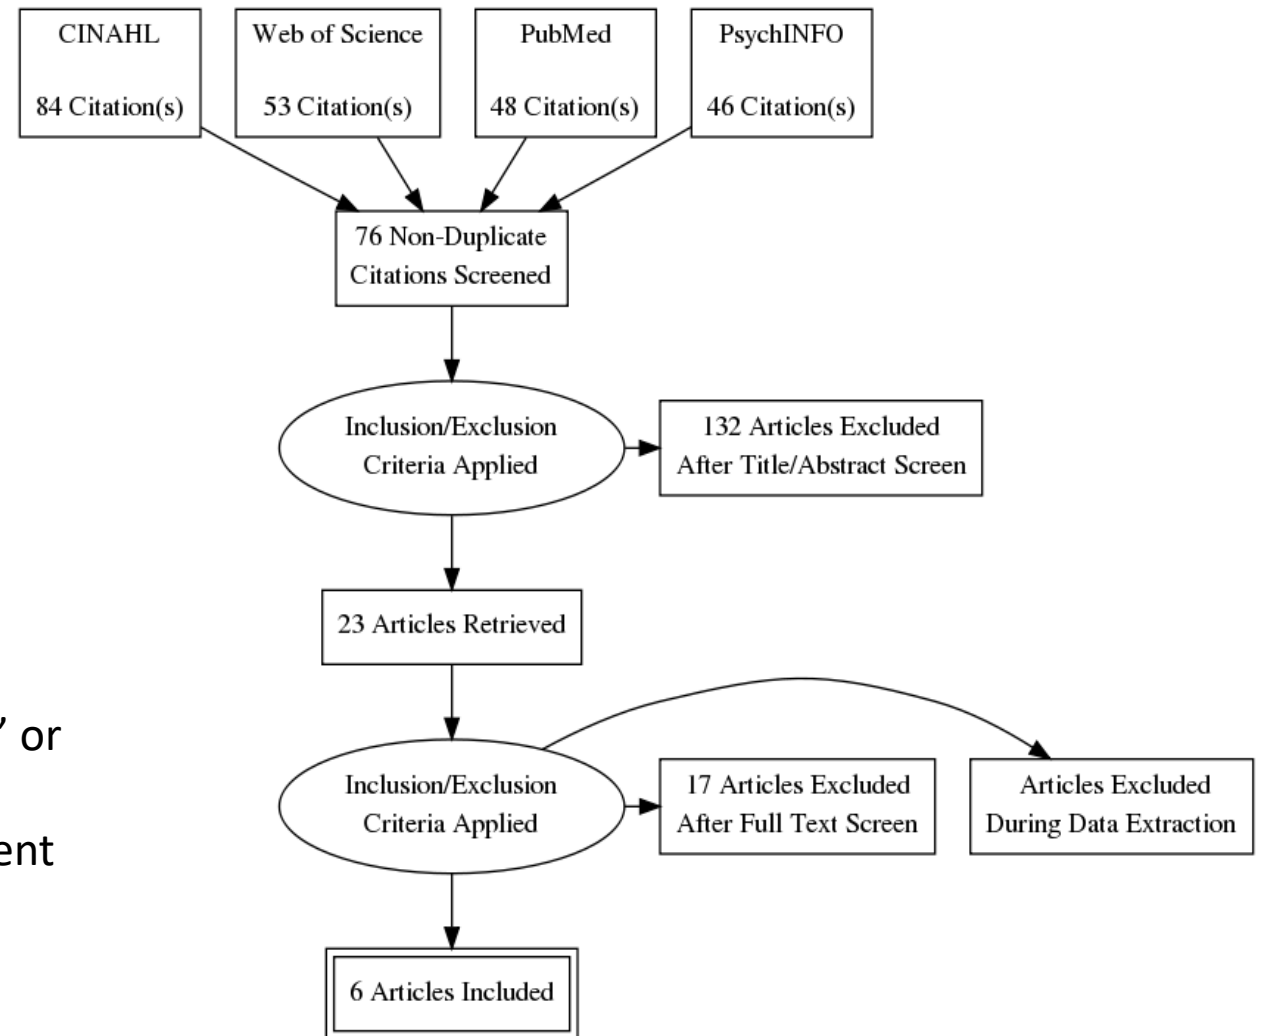 CINAHL
84 Citation(s)
Web of Science
53 Citation(s)
PubMed
48 Citation(s)
PsychINFO
46 Citation(s)
76 Non-Duplicate
Citations Screened
Inclusion/Exclusion
Criteria Applied
132 Articles Excluded
After Title/Abstract Screen
23 Articles Retrieved
’ or
ent
Inclusion/Exclusion
Criteria Applied
17 Articles Excluded
After Full Text Screen
Articles Excluded
During Data Extraction
6 Articles Included